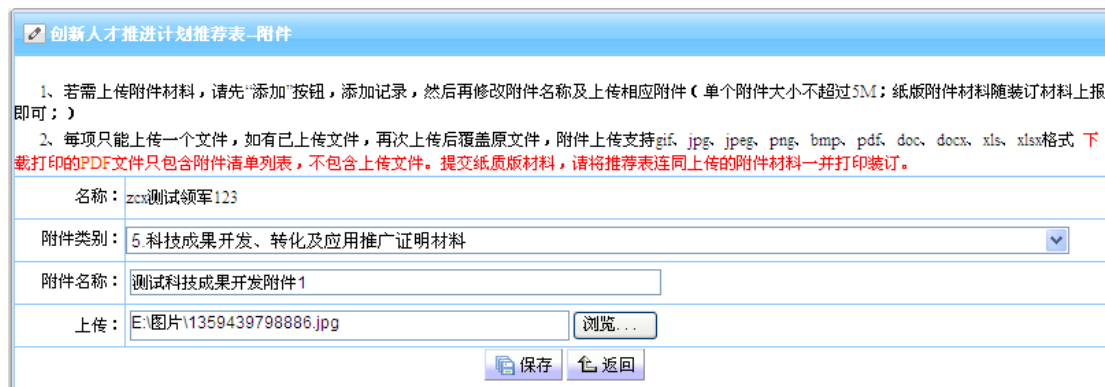 创新人才推进计划推荐表–附件
1、若需上传附件材料，请先“添加”按钮，添加记录，然后再修改附件名称及上传相应附件（单个附件大小不超过5M；纸版附件材料随装订材料上报
即可；）
2、每项只能上传一个文件，如有已上传文件，再次上传后覆盖原文件，附件上传支持gif、jpg、jpeg、png、bmp、pdf、doc、docx、xls、xlsx格式 下
载打印的PDF文件只包含附件清单列表，不包含上传文件。提交纸质版材料，请将推荐表连同上传的附件材料一并打印装订。
名称： zcx测试领军123
附件类别： 5.科技成果开发、转化及应用推广证明材料
附件名称： 测试科技成果开发附件1
上传： E:\图片\1359439798886.jpg 浏览...
保存 返回